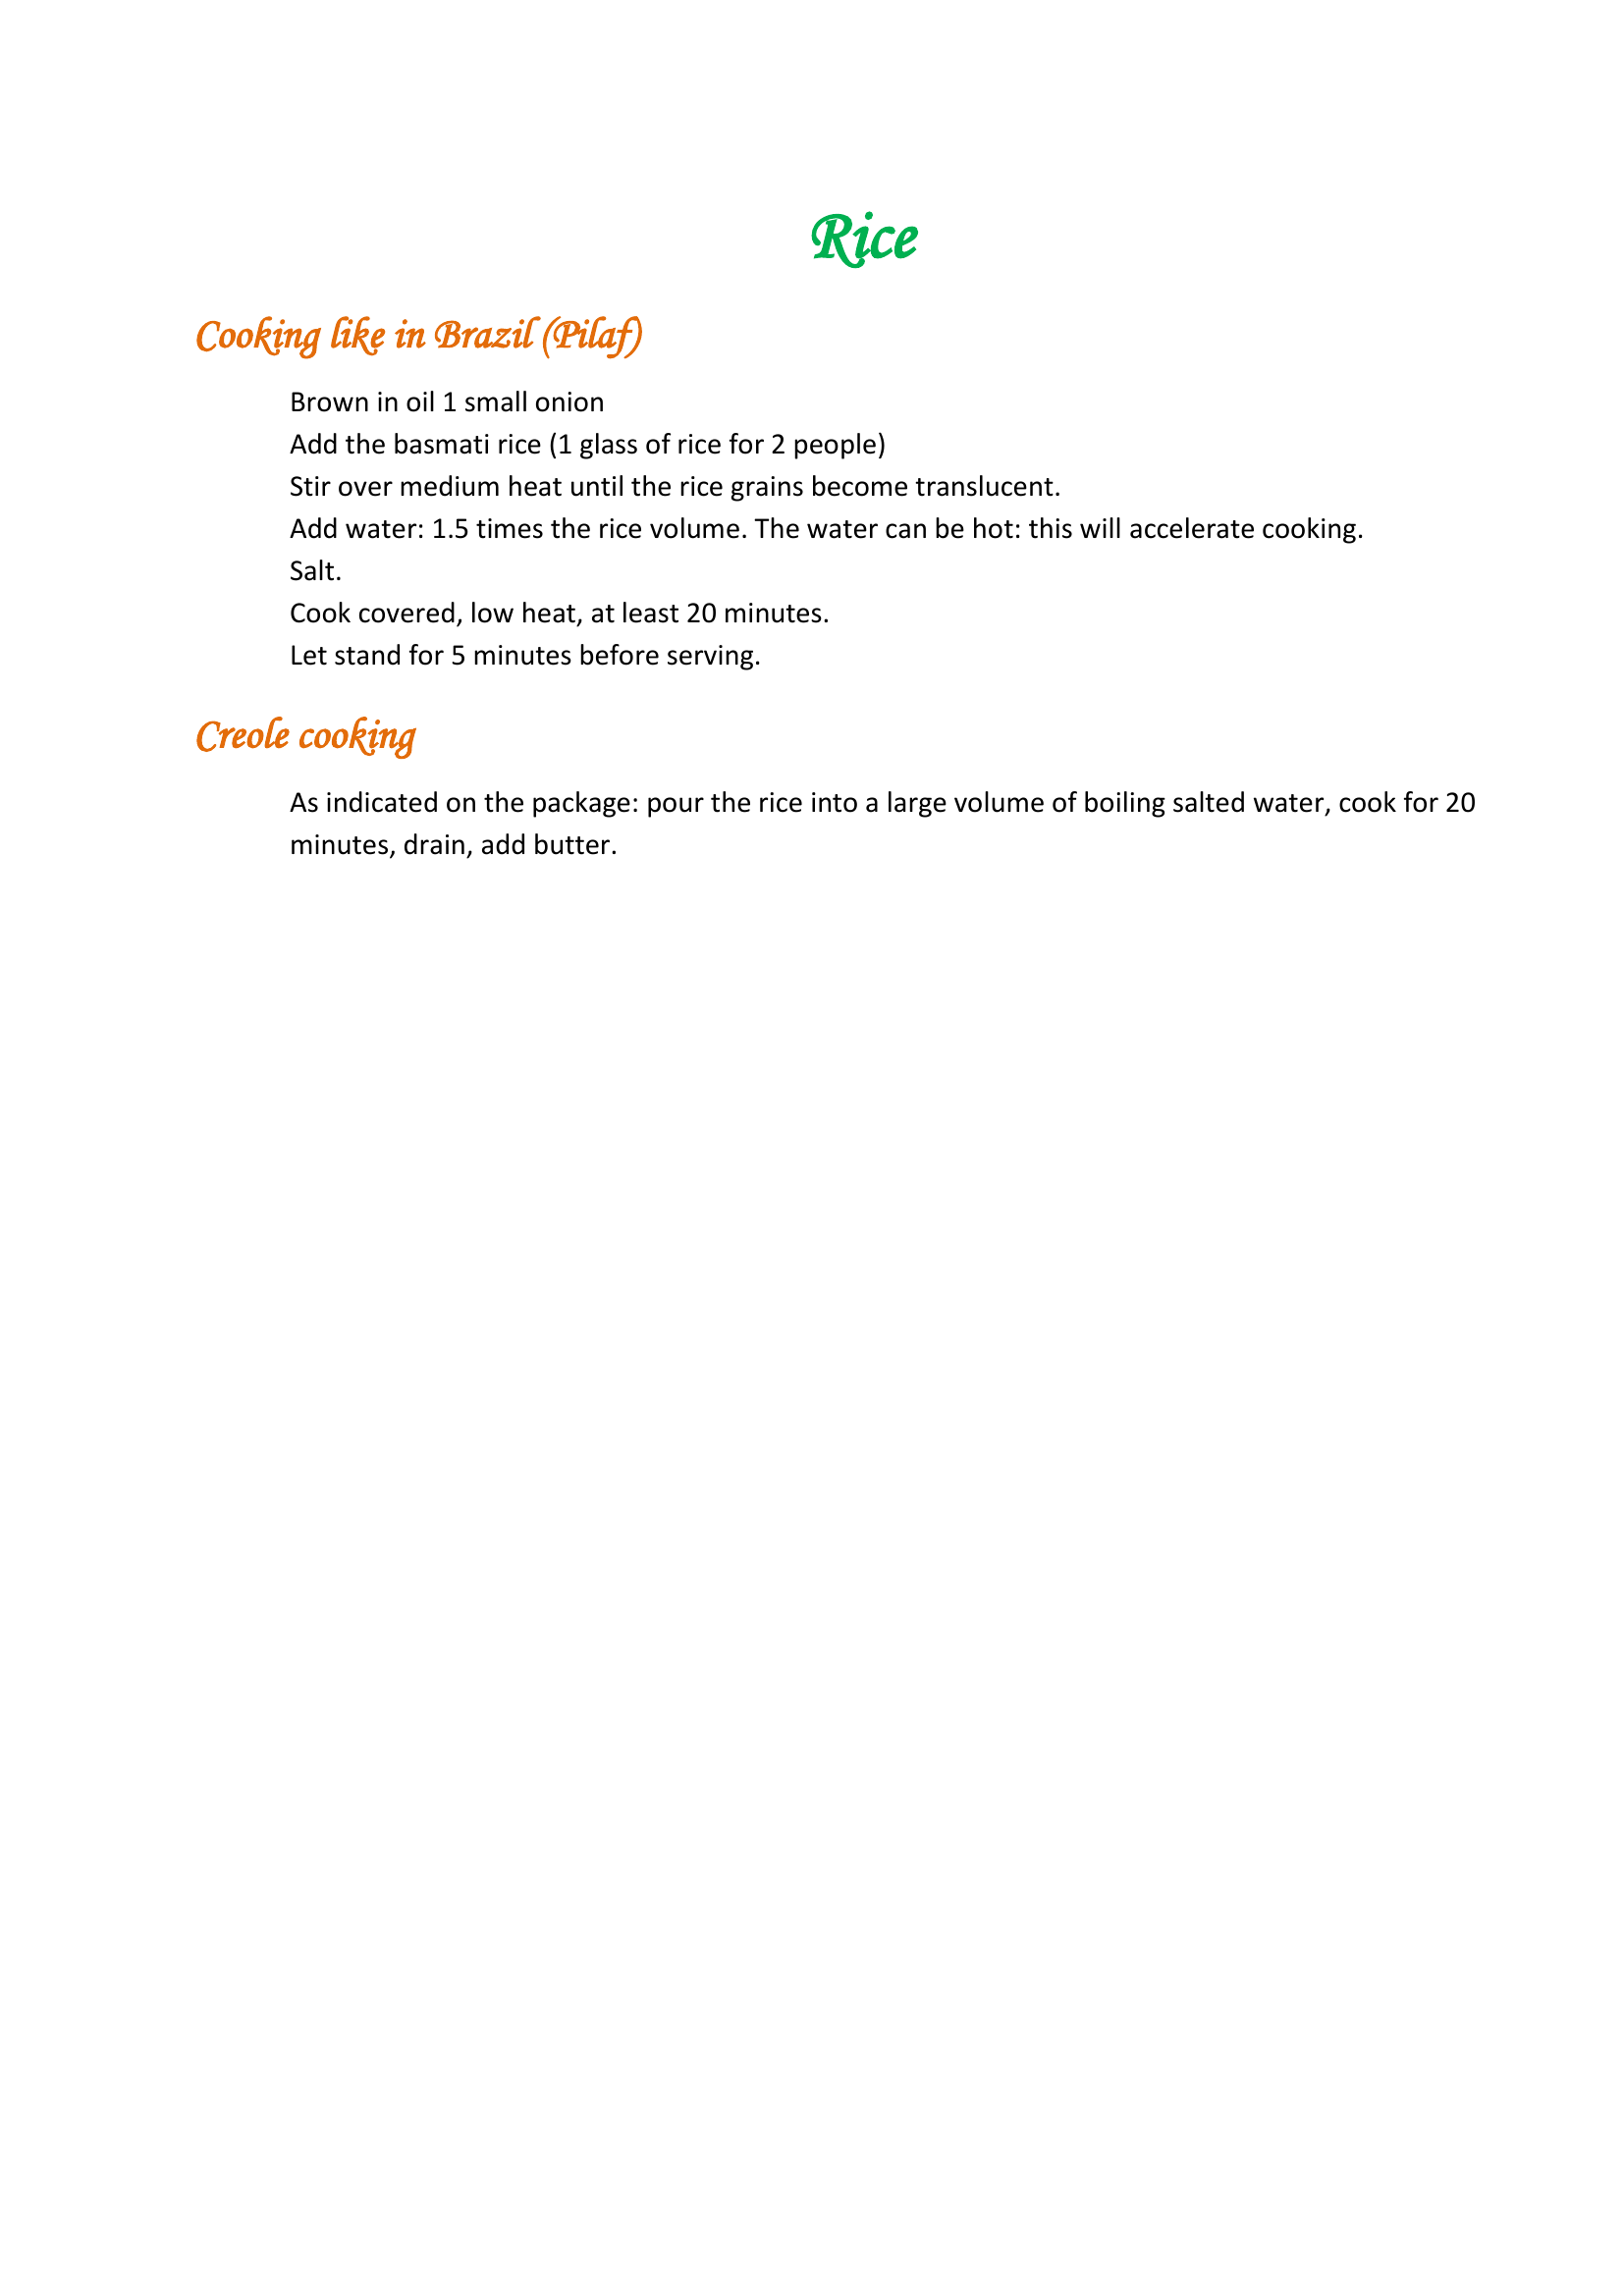 Rice
Cooking like in Brazil (Pilaf)
Brown in oil 1 small onion
Add the basmati rice (1 glass of rice for 2 people)
Stir over medium heat until the rice grains become translucent.
Add water: 1.5 times the rice volume. The water can be hot: this will accelerate cooking.
Salt.
Cook covered, low heat, at least 20 minutes.
Let stand for 5 minutes before serving.
Creole cooking
As indicated on the package: pour the rice into a large volume of boiling salted water, cook for 20
minutes, drain, add butter.